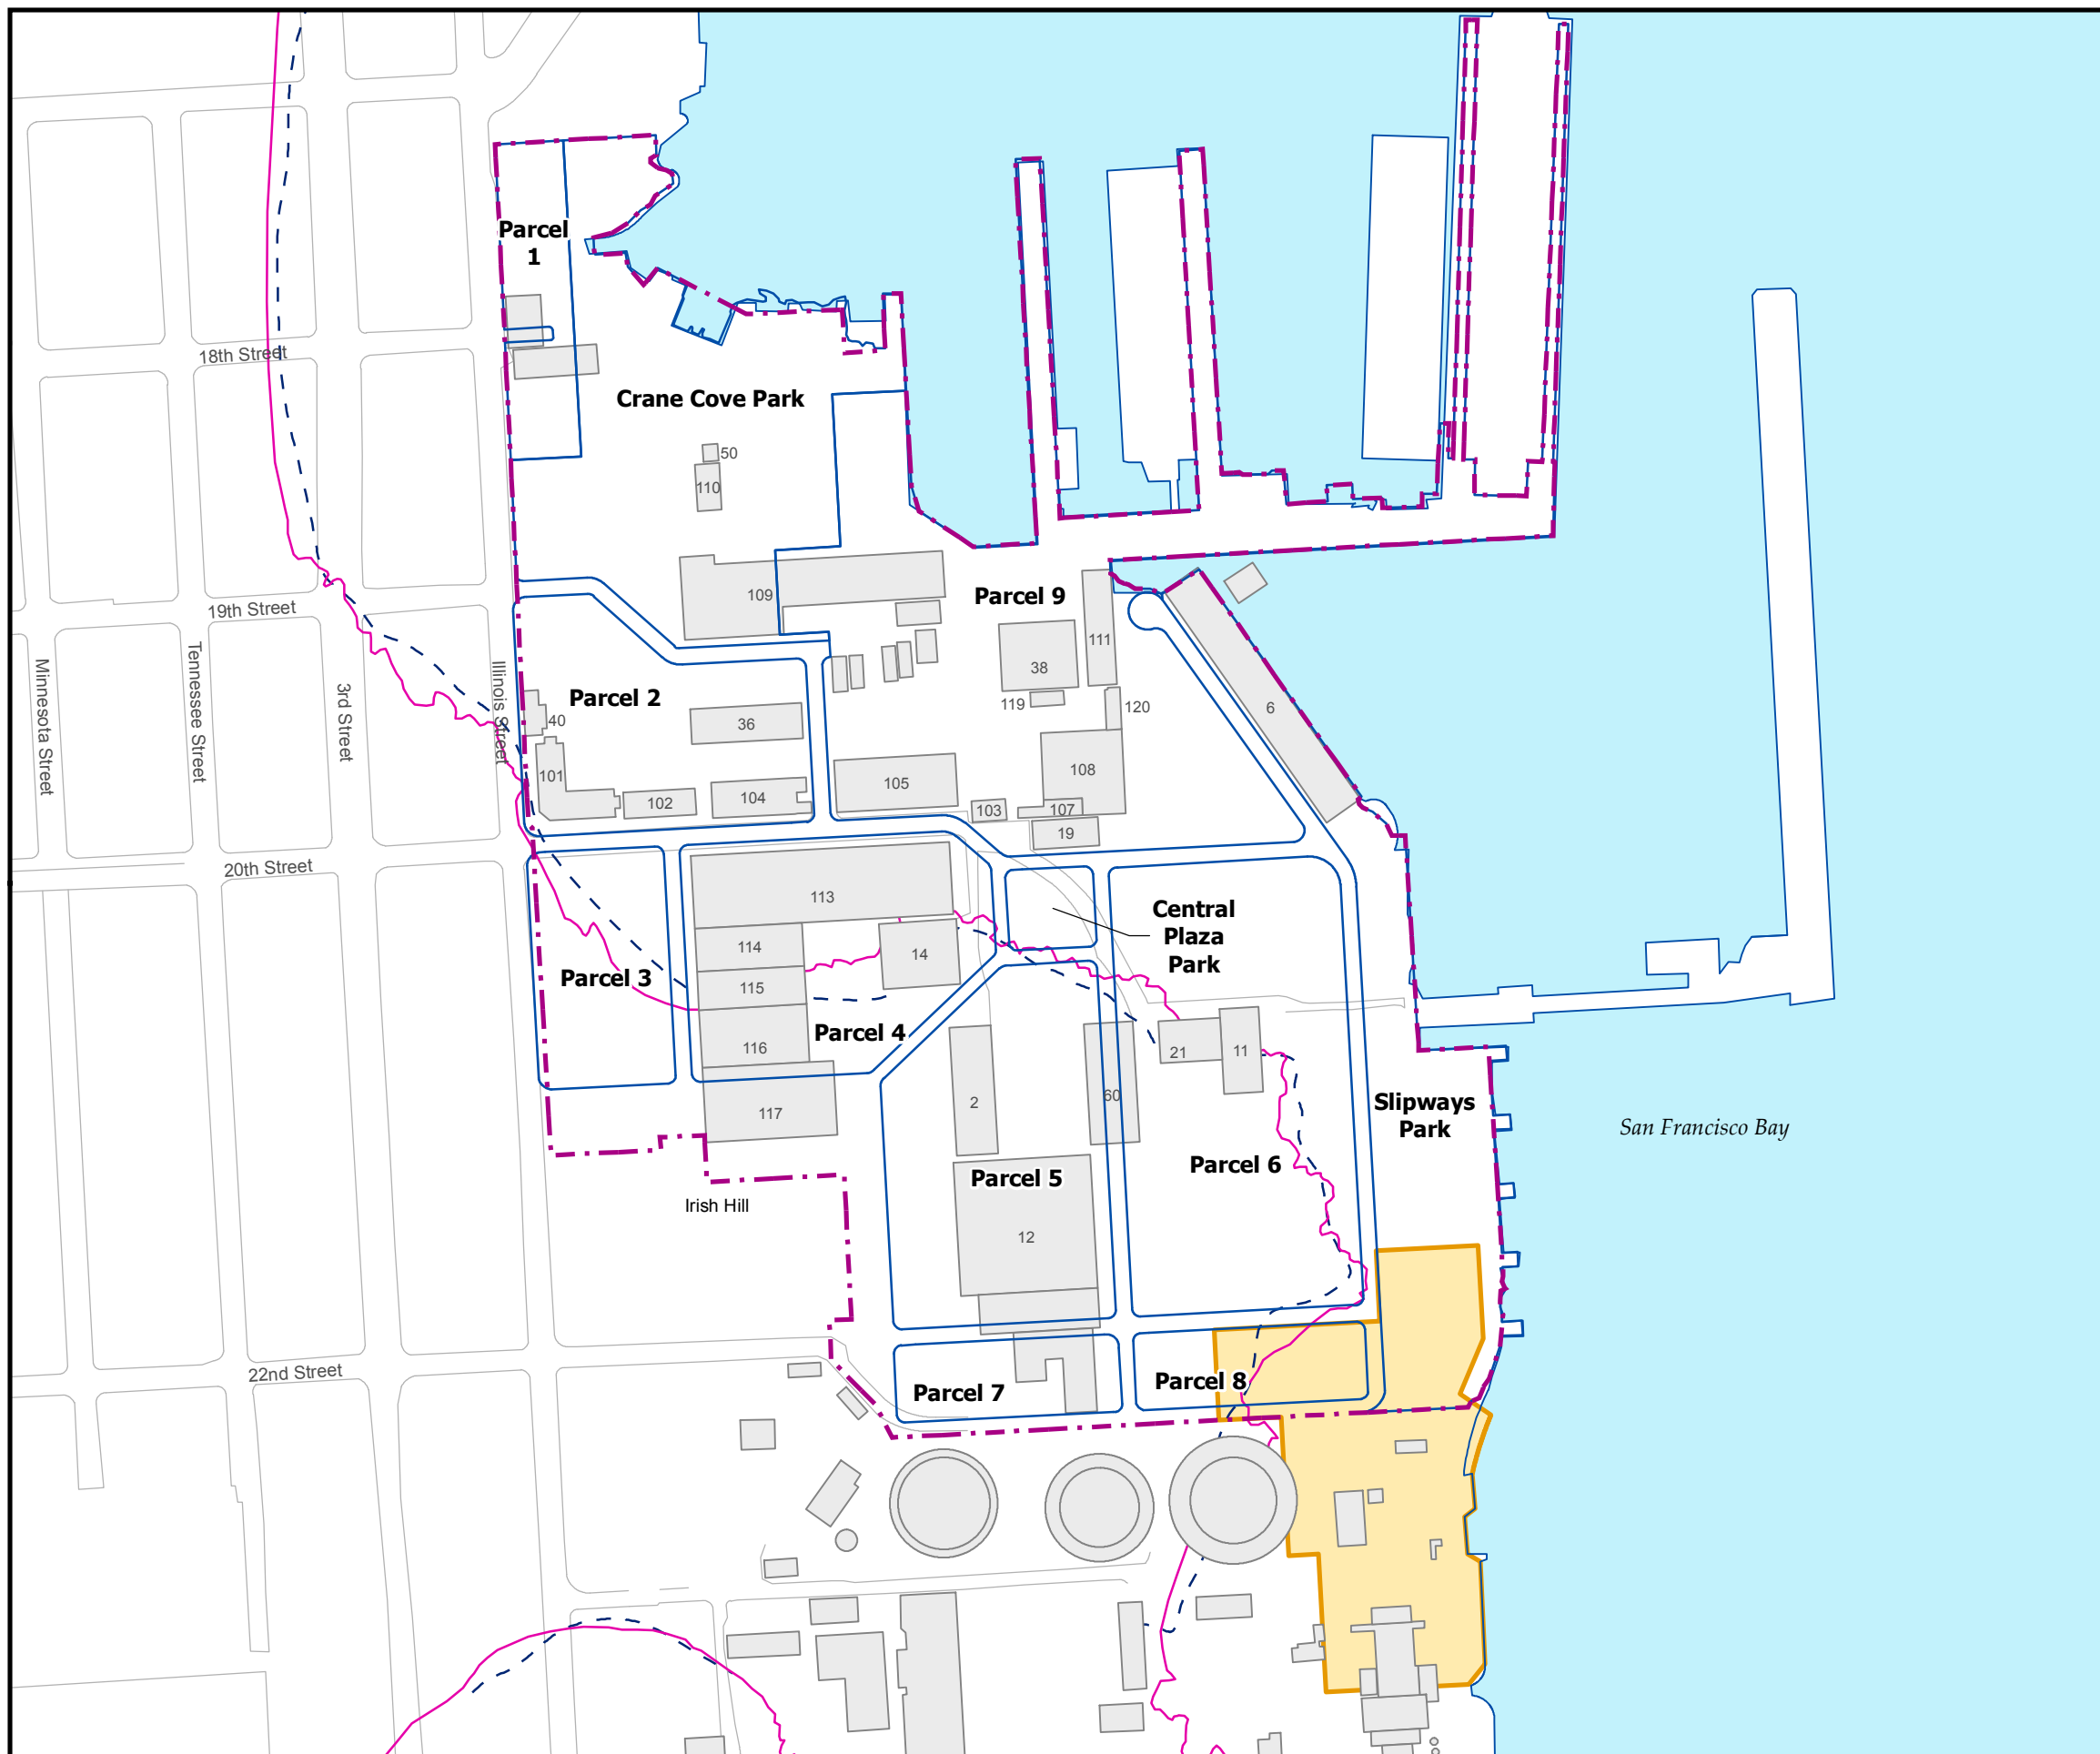 Parcel
1
18th Street
Crane Cove Park
50
110
109
Parcel 9
19th Street
111
38
Minnesota Street
Tennessee Street
3rd Street
Illinois Street
Parcel 2
40
36
119
120
6
101
102
104
105
108
103
107
19
20th Street
113
Central
Plaza
Park
114
14
Parcel 3
115
Parcel 4
116
21
11
2
60
Slipways
Park
117
San Francisco Bay
Parcel 5
Parcel 6
Irish Hill
12
22nd Street
Parcel 7
Parcel 8